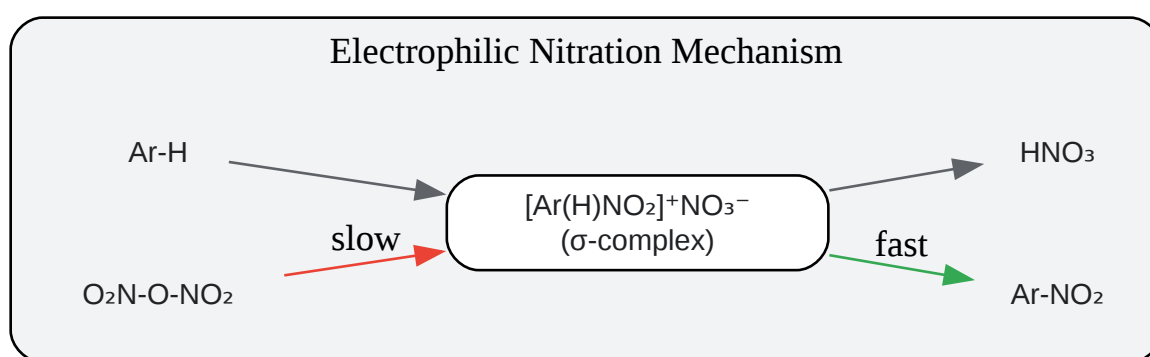 Electrophilic Nitration Mechanism
Ar-H
HNO₃
[Ar(H)NO₂]⁺NO₃⁻
(σ-complex)
slow
fast
O₂N-O-NO₂
Ar-NO₂